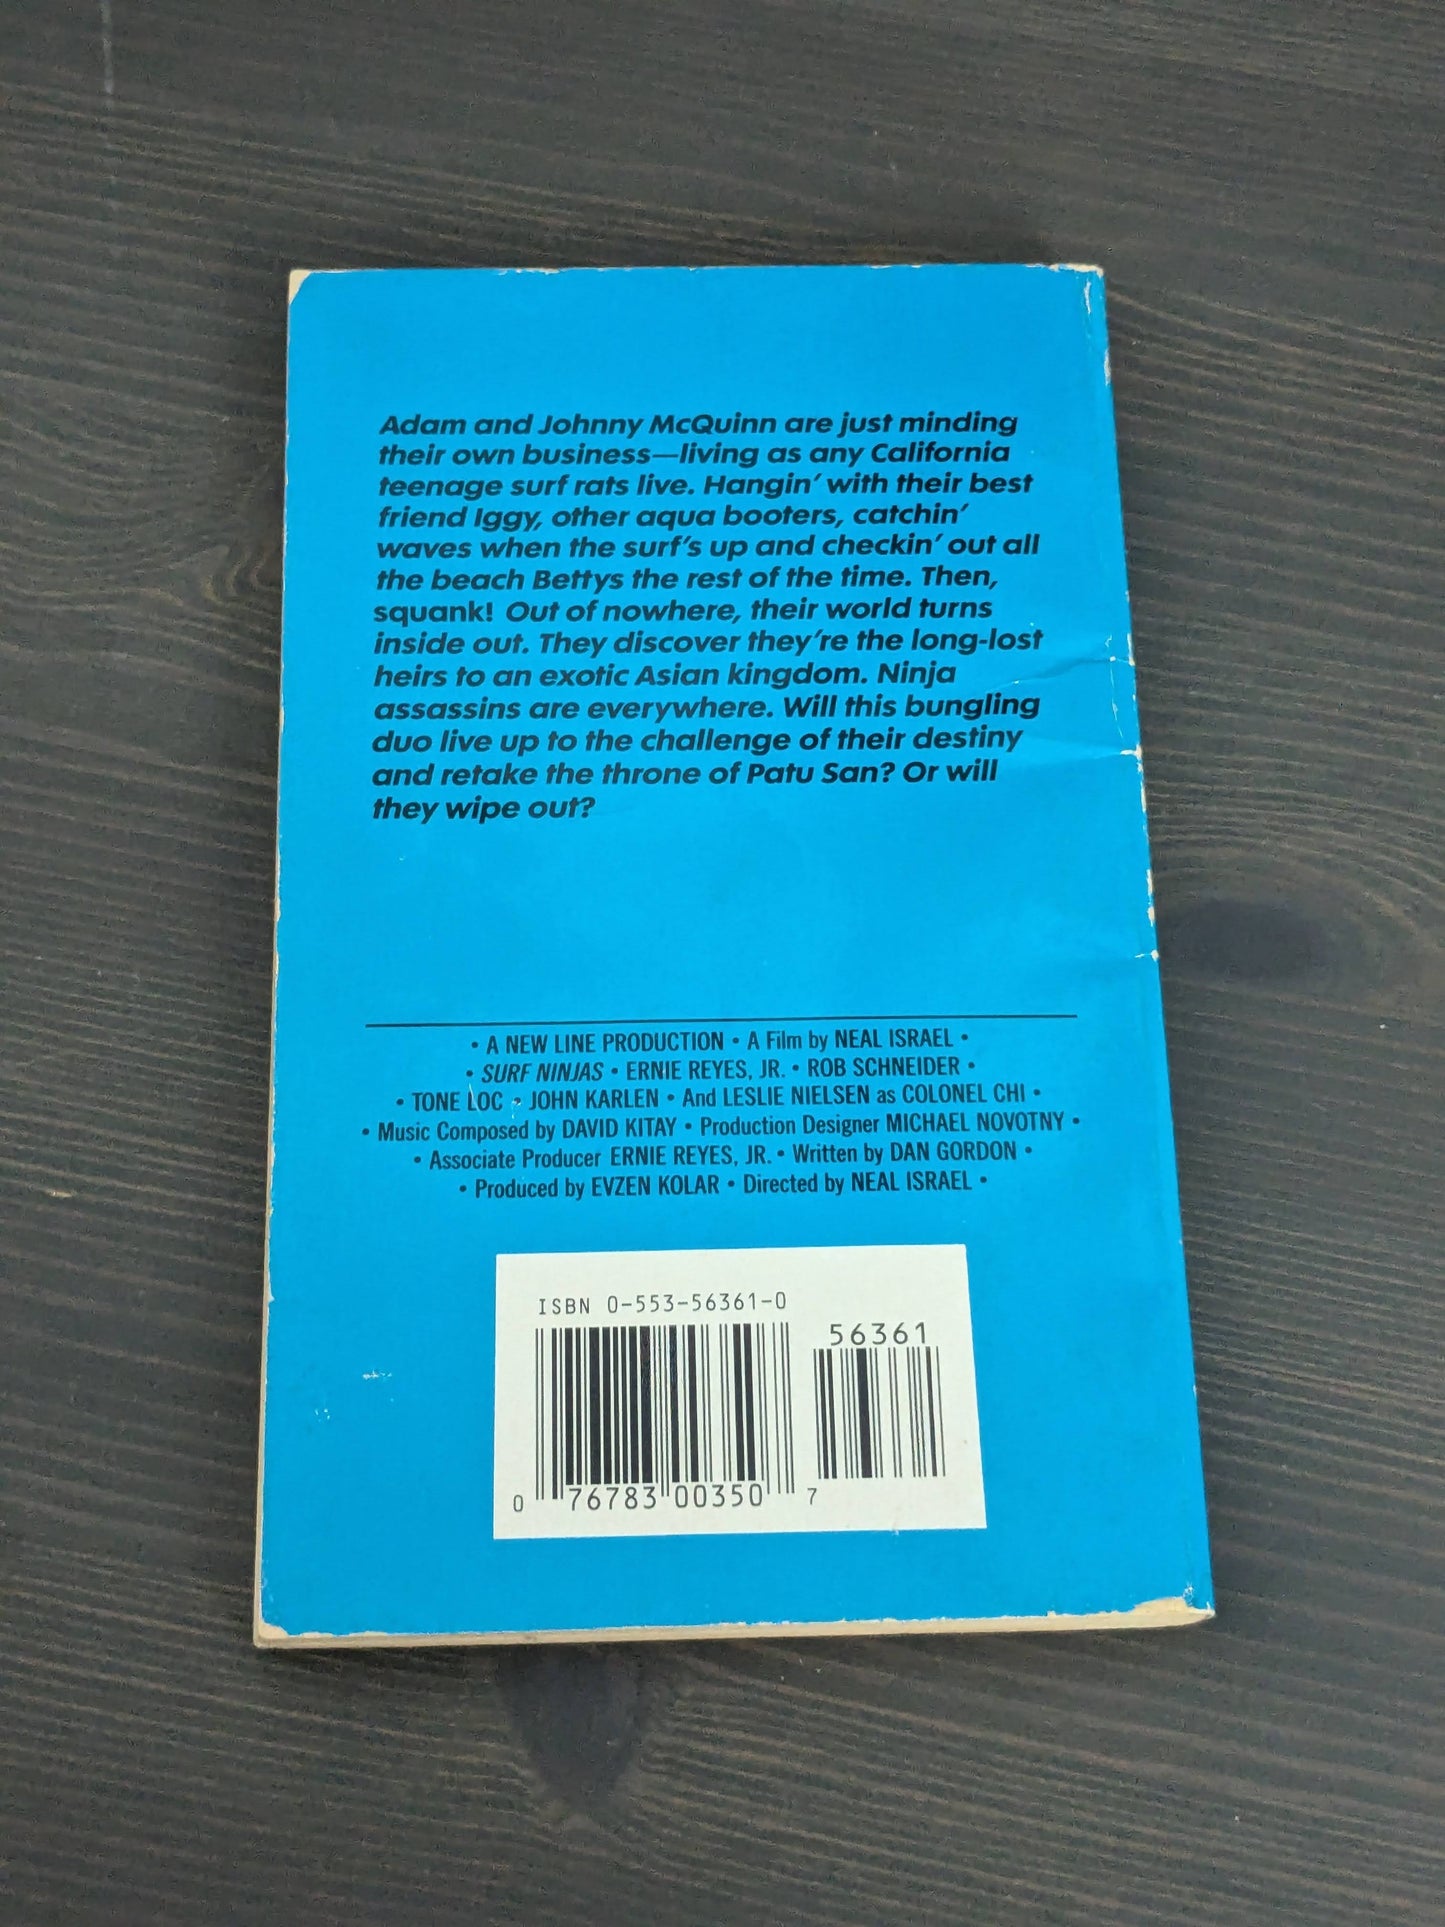 Adam and Johnny McQuinn are just minding
their own business—living as any California
teenage surf rats live. Hangin' with their best
friend Iggy, other aqua booters, catchin'
waves when the surf's up and checkin' out all
the beach Bettys the rest of the time. Then,
squank! Out of nowhere, their world turns
inside out. They discover they're the long-lost
heirs to an exotic Asian kingdom. Ninja
assassins are everywhere. Will this bungling
duo live up to the challenge of their destiny
and retake the throne of Patu San? Or will
they wipe out?
• A NEW LINE PRODUCTION • A Film by NEAL ISRAEL •
• SURF NINJAS • ERNIE REYES, JR. • ROB SCHNEIDER •
• TONE LOC • JOHN KARLEN • And LESLIE NIELSEN as COLONEL CHI •
• Music Composed by DAVID KITAY • Production Designer MICHAEL NOVOTNY •
• Associate Producer ERNIE REYES, JR. • Written by DAN GORDON •
• Produced by EVZEN KOLAR • Directed by NEAL ISRAEL •
ISBN 0-553-56361-0
56361
0 76783 00350 7